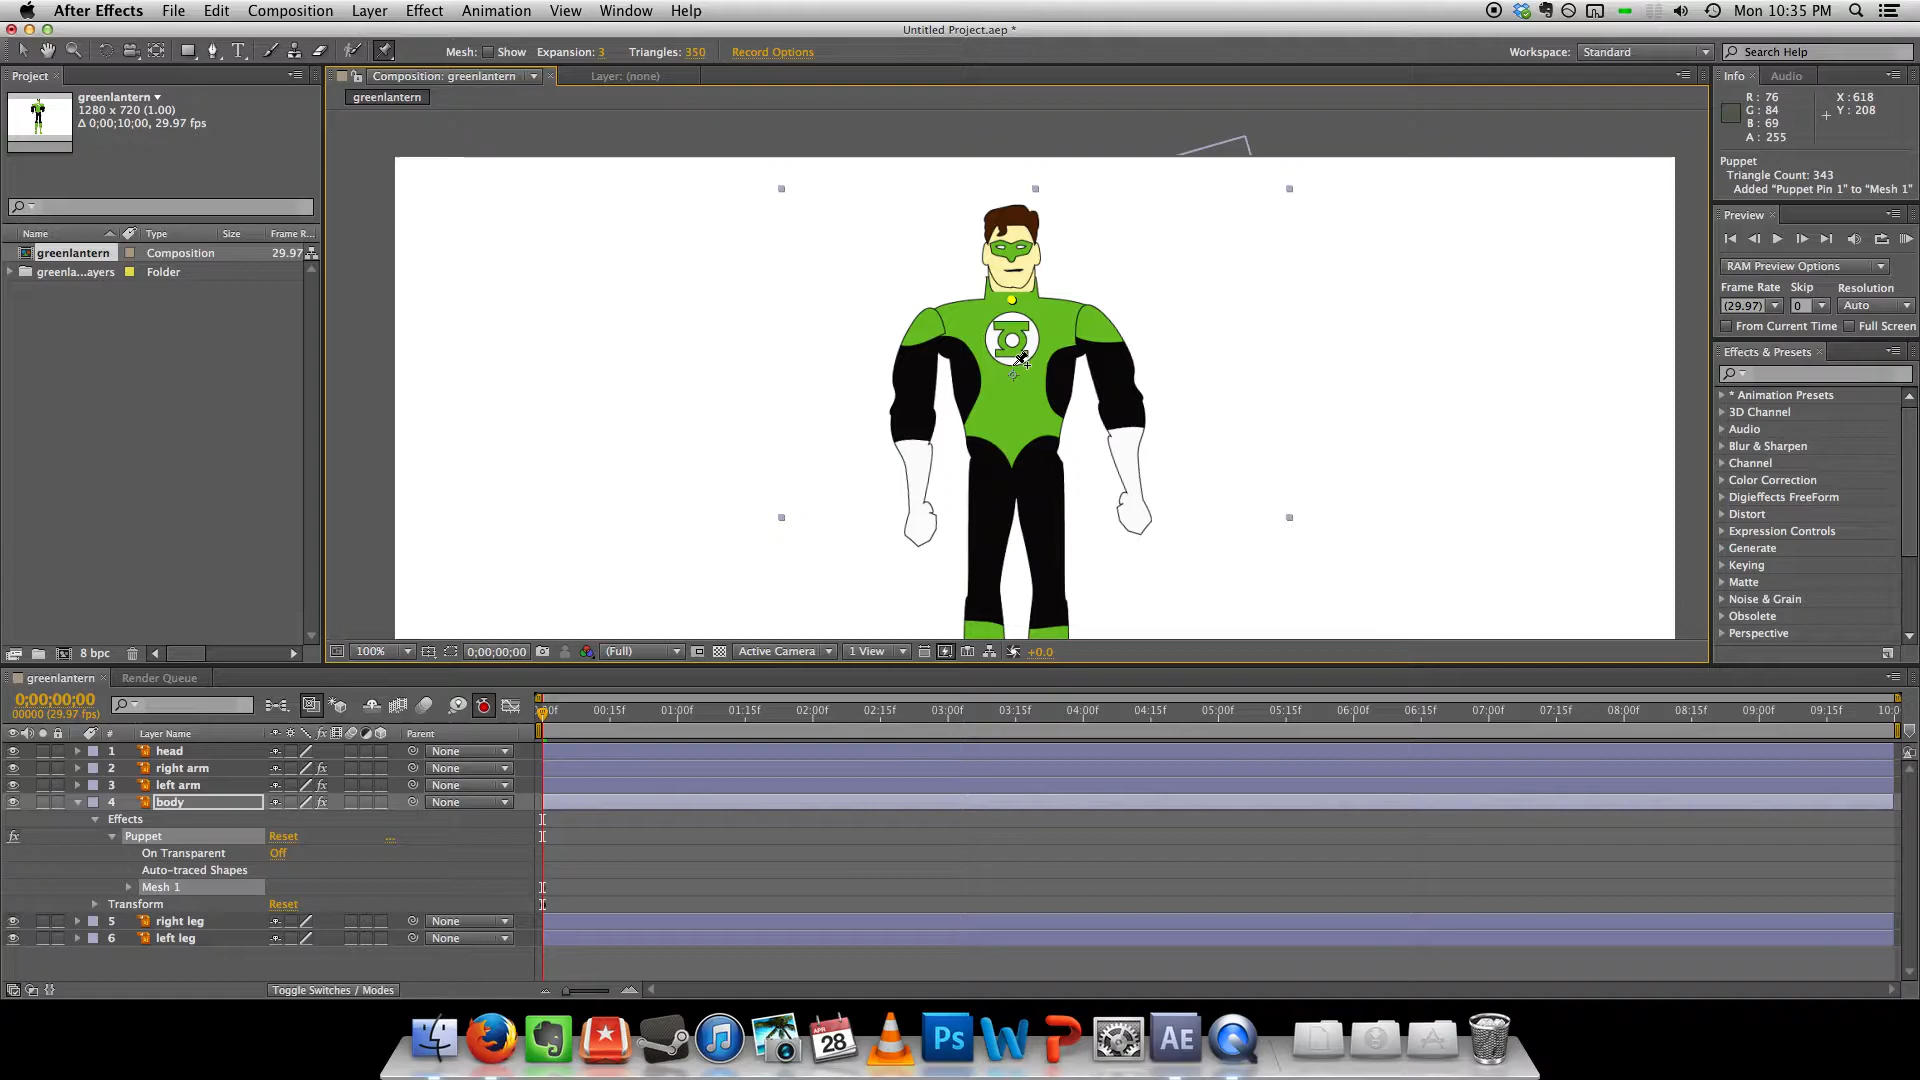 After Effects File Edit Composition Layer Effect Animation View Window Help Mon 10:35 PM
Untitled Project.aep *
Mesh: Show Expansion: 3 Triangles: 350 Record Options Workspace: Standard Search Help
Project Composition: greenlantern Layer: (none) Info Audio
greenlantern
1280 x 720 (1.00)
Δ 0;00;10;00, 29.97 fps
greenlantern
R: 76 X: 618
G: 84 Y: 208
B: 69
A: 255
Puppet
Triangle Count: 343
Added "Puppet Pin 1" to "Mesh 1"
Preview
RAM Preview Options
Frame Rate Skip Resolution
(29.97) 0 Auto
From Current Time Full Screen
Name Type Size Frame R...
greenlantern Composition 29.97
greenla...ayers Folder
Effects & Presets
* Animation Presets
3D Channel
Audio
Blur & Sharpen
Channel
Color Correction
Digieffects FreeForm
Distort
Expression Controls
Generate
Keying
Matte
Noise & Grain
Obsolete
Perspective
8 bpc 100% 0;00;00;00 (Full) Active Camera 1 View +0.0
greenlantern Render Queue
0;00;00;00
00000 (29.97 fps)
00:15f 01:00f 01:15f 02:00f 02:15f 03:00f 03:15f 04:00f 04:15f 05:00f 05:15f 06:00f 06:15f 07:00f 07:15f 08:00f 08:15f 09:00f 09:15f 10:0
# Layer Name Parent
1 head None
2 right arm fx None
3 left arm fx None
4 body fx None
Effects
fx Puppet Reset ...
On Transparent Off
Auto-traced Shapes
Mesh 1
Transform Reset
5 right leg None
6 left leg None
Toggle Switches / Modes
APR
28
Ps
W
AE